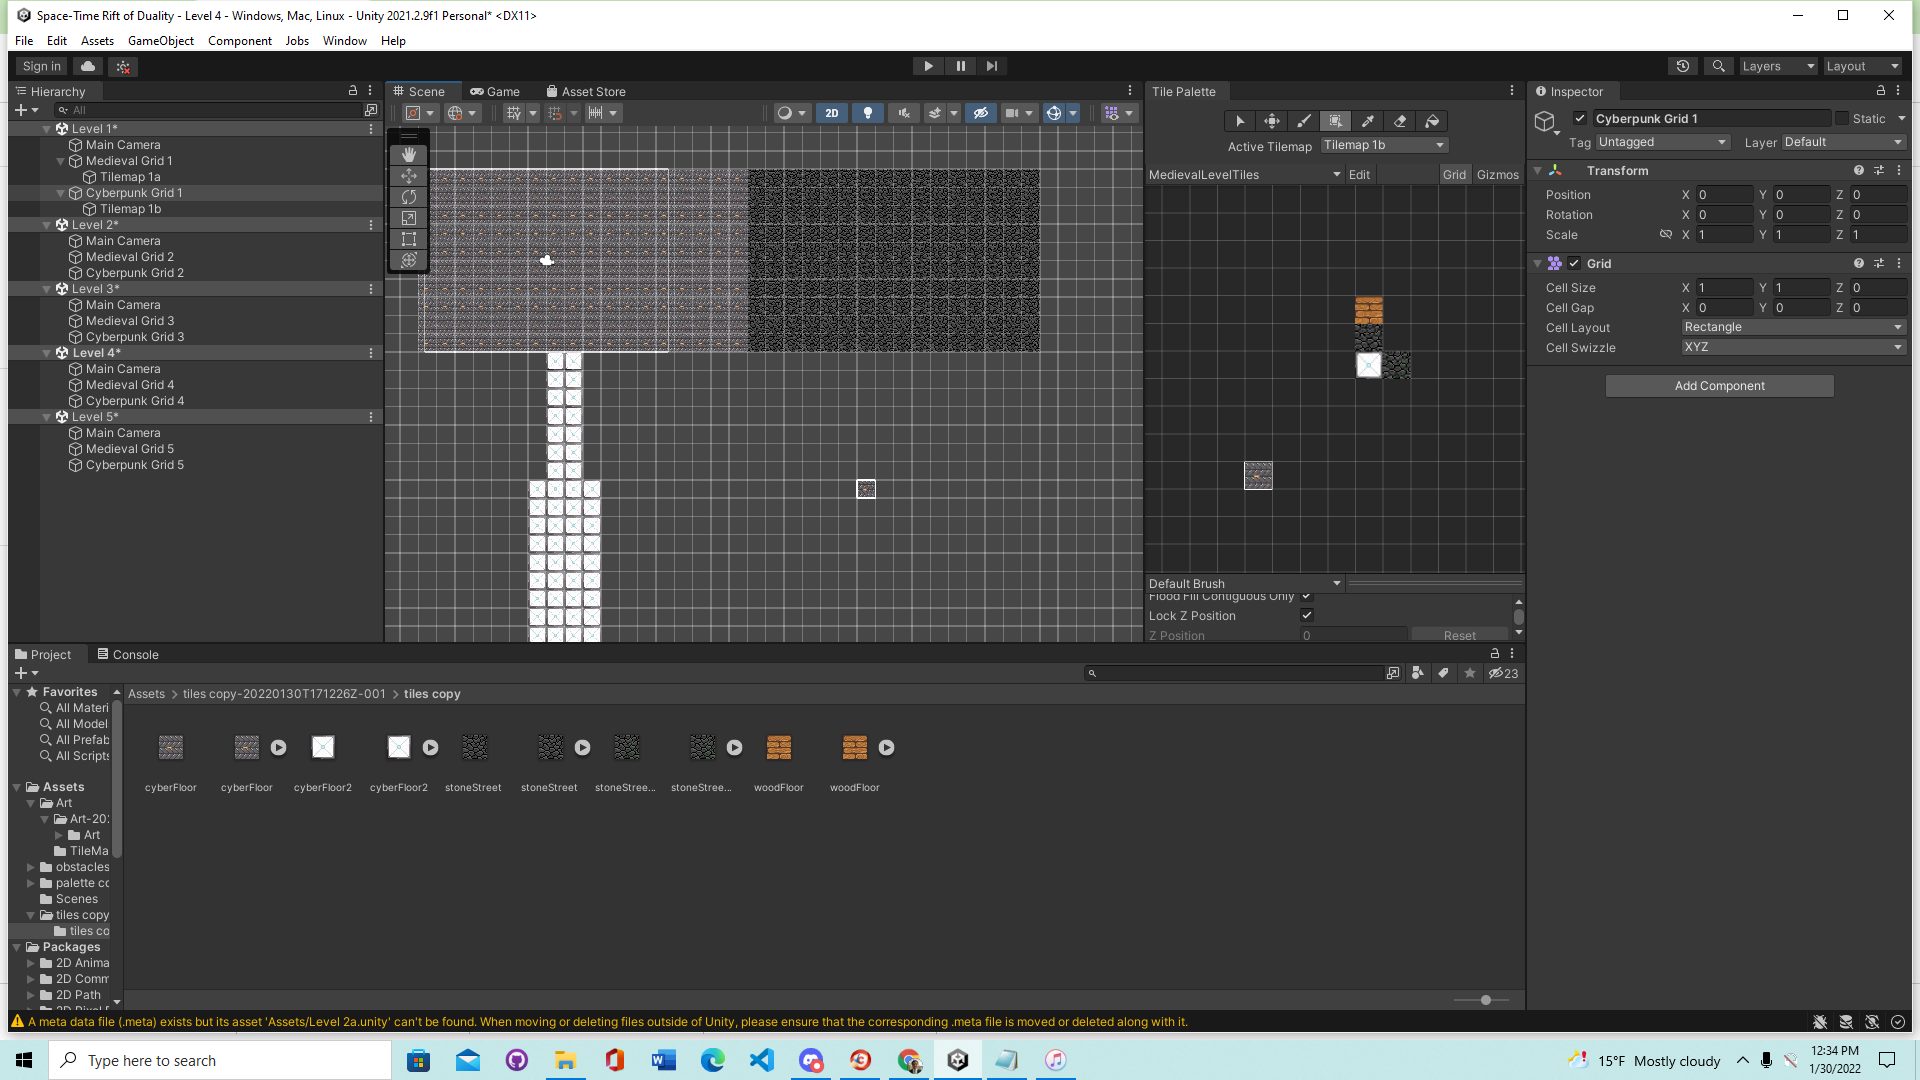 Space-Time Rift of Duality - Level 4 - Windows, Mac, Linux - Unity 2021.2.9f1 Personal* <DX11>
File Edit Assets GameObject Component Jobs Window Help
Sign in
Layers
Layout
Hierarchy
All
Level 1*
Main Camera
Medieval Grid 1
Tilemap 1a
Cyberpunk Grid 1
Tilemap 1b
Level 2*
Main Camera
Medieval Grid 2
Cyberpunk Grid 2
Level 3*
Main Camera
Medieval Grid 3
Cyberpunk Grid 3
Level 4*
Main Camera
Medieval Grid 4
Cyberpunk Grid 4
Level 5*
Main Camera
Medieval Grid 5
Cyberpunk Grid 5
Scene Game Asset Store
2D
Tile Palette
Active Tilemap Tilemap 1b
MedievalLevelTiles Edit Grid Gizmos
Default Brush
Flood Fill Contiguous Only
Lock Z Position
Z Position 0 Reset
Inspector
Cyberpunk Grid 1 Static
Tag Untagged Layer Default
Transform
Position X 0 Y 0 Z 0
Rotation X 0 Y 0 Z 0
Scale X 1 Y 1 Z 1
Grid
Cell Size X 1 Y 1 Z 0
Cell Gap X 0 Y 0 Z 0
Cell Layout Rectangle
Cell Swizzle XYZ
Add Component
Project Console
23
Favorites
All Materi
All Model
All Prefab
All Scripts
Assets
Art
Art-20
Art
TileMa
obstacles
palette co
Scenes
tiles copy
tiles co
Packages
2D Anima
2D Comm
2D Path
2D Pixel
Assets > tiles copy-20220130T171226Z-001 > tiles copy
cyberFloor cyberFloor cyberFloor2 cyberFloor2 stoneStreet stoneStreet stoneStree... stoneStree... woodFloor woodFloor
A meta data file (.meta) exists but its asset 'Assets/Level 2a.unity' can't be found. When moving or deleting files outside of Unity, please ensure that the corresponding .meta file is moved or deleted along with it.
Type here to search
15°F Mostly cloudy
12:34 PM
1/30/2022